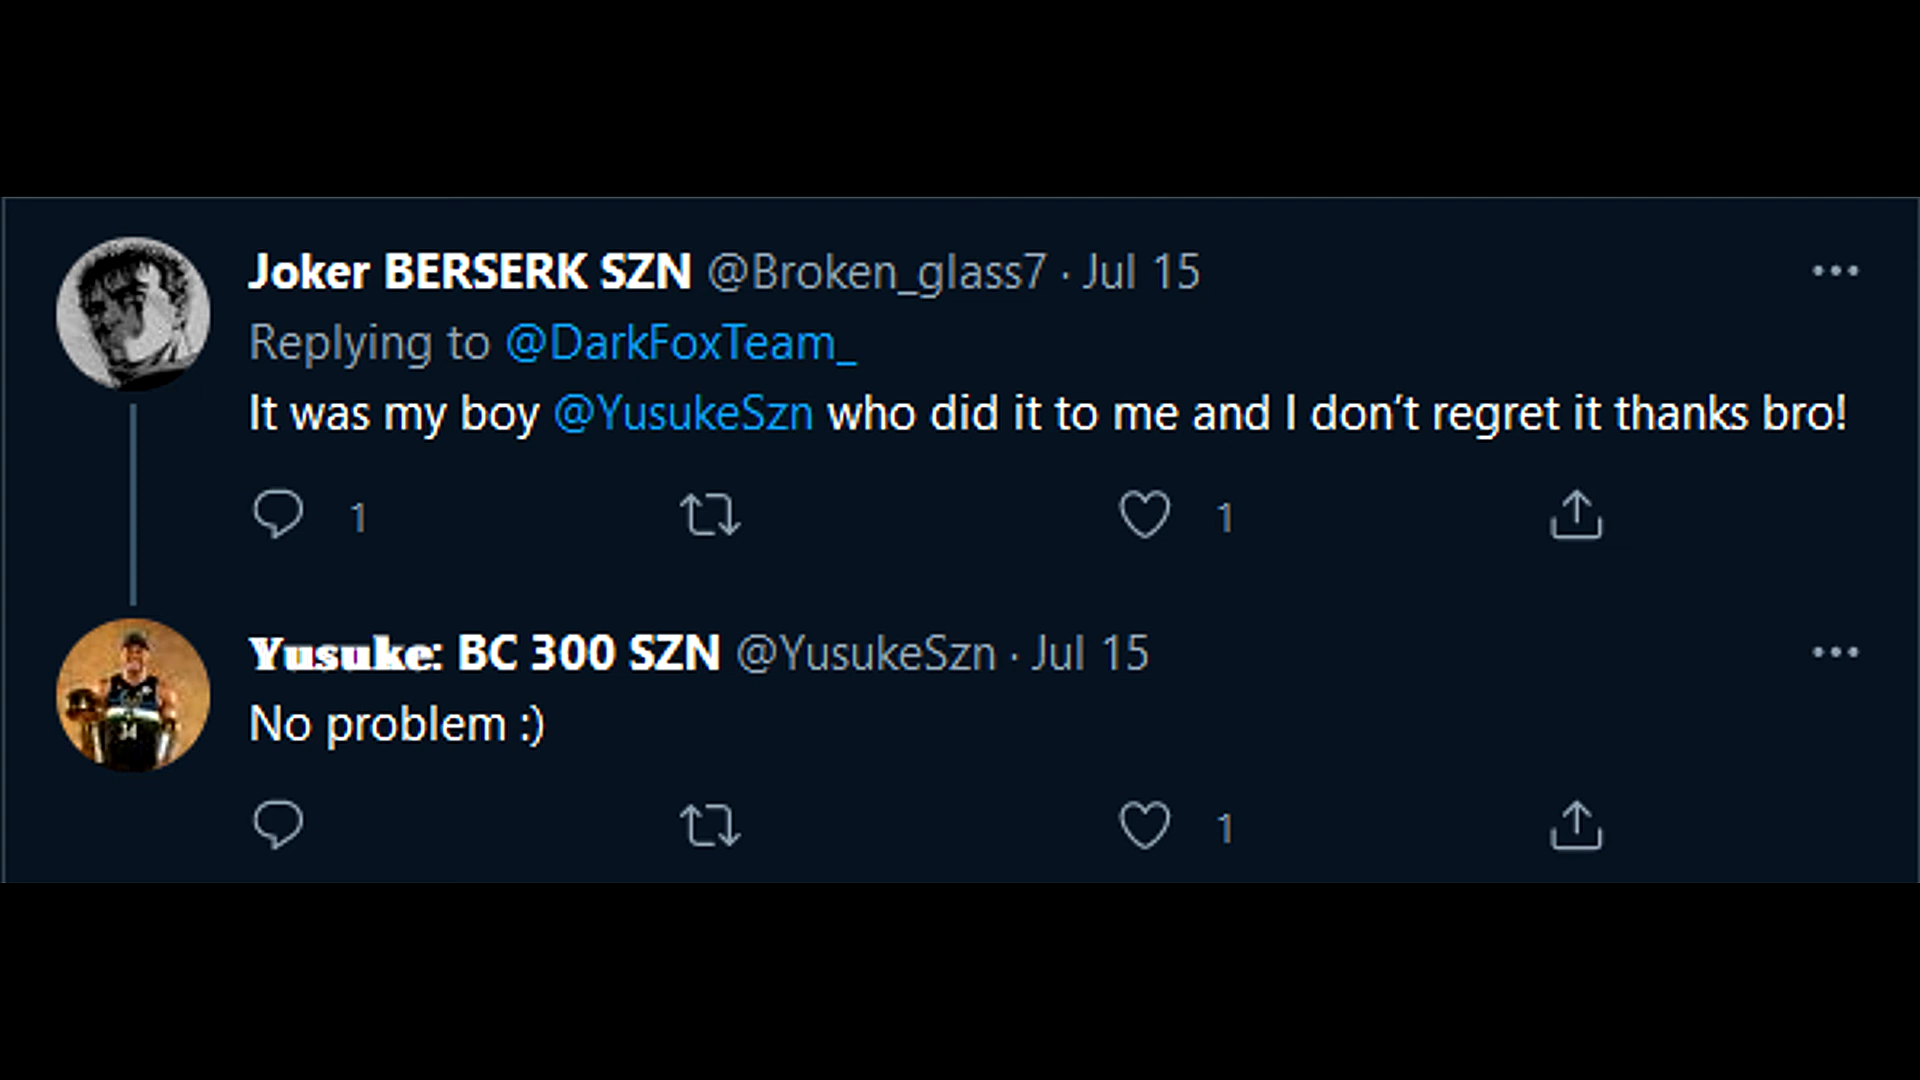 Joker BERSERK SZN @Broken_glass7 · Jul 15
Replying to @DarkFoxTeam_
It was my boy @YusukeSzn who did it to me and I don’t regret it thanks bro!
1 1
Yusuke: BC 300 SZN @YusukeSzn · Jul 15
No problem :)
1
34